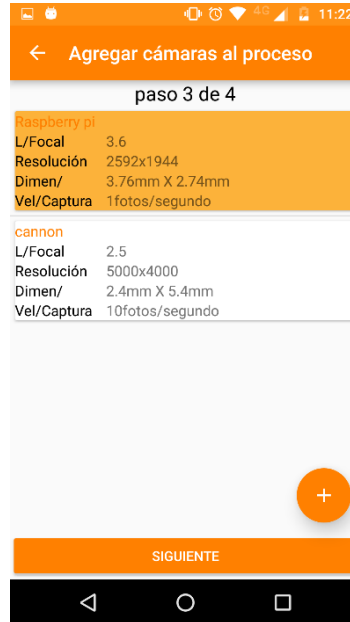 4G 11:22
Agregar cámaras al proceso
paso 3 de 4
Raspberry pi
L/Focal 3.6
Resolución 2592x1944
Dimen/ 3.76mm X 2.74mm
Vel/Captura 1fotos/segundo
cannon
L/Focal 2.5
Resolución 5000x4000
Dimen/ 2.4mm X 5.4mm
Vel/Captura 10fotos/segundo
+
SIGUIENTE